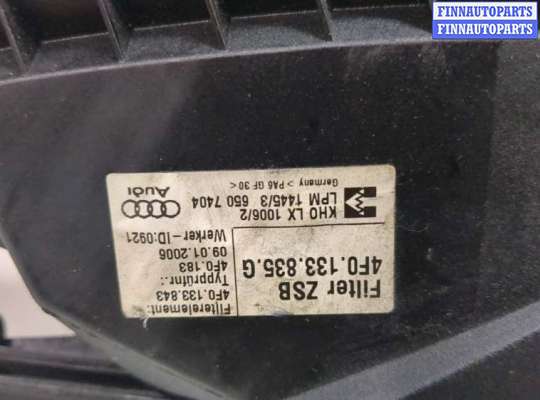 FINNAUTOPARTS
FINNAUTOPARTS
Filter ZSB
4F0.133.835.G
Filterelement:
4F0.133.843
Typprüfnr.:
4F0.183
09.01.2006
Werker-ID:0921
KHO LX 1006/2
LPM 1445/3 650 7404
Germany > PA6 GF 30 <
Audi